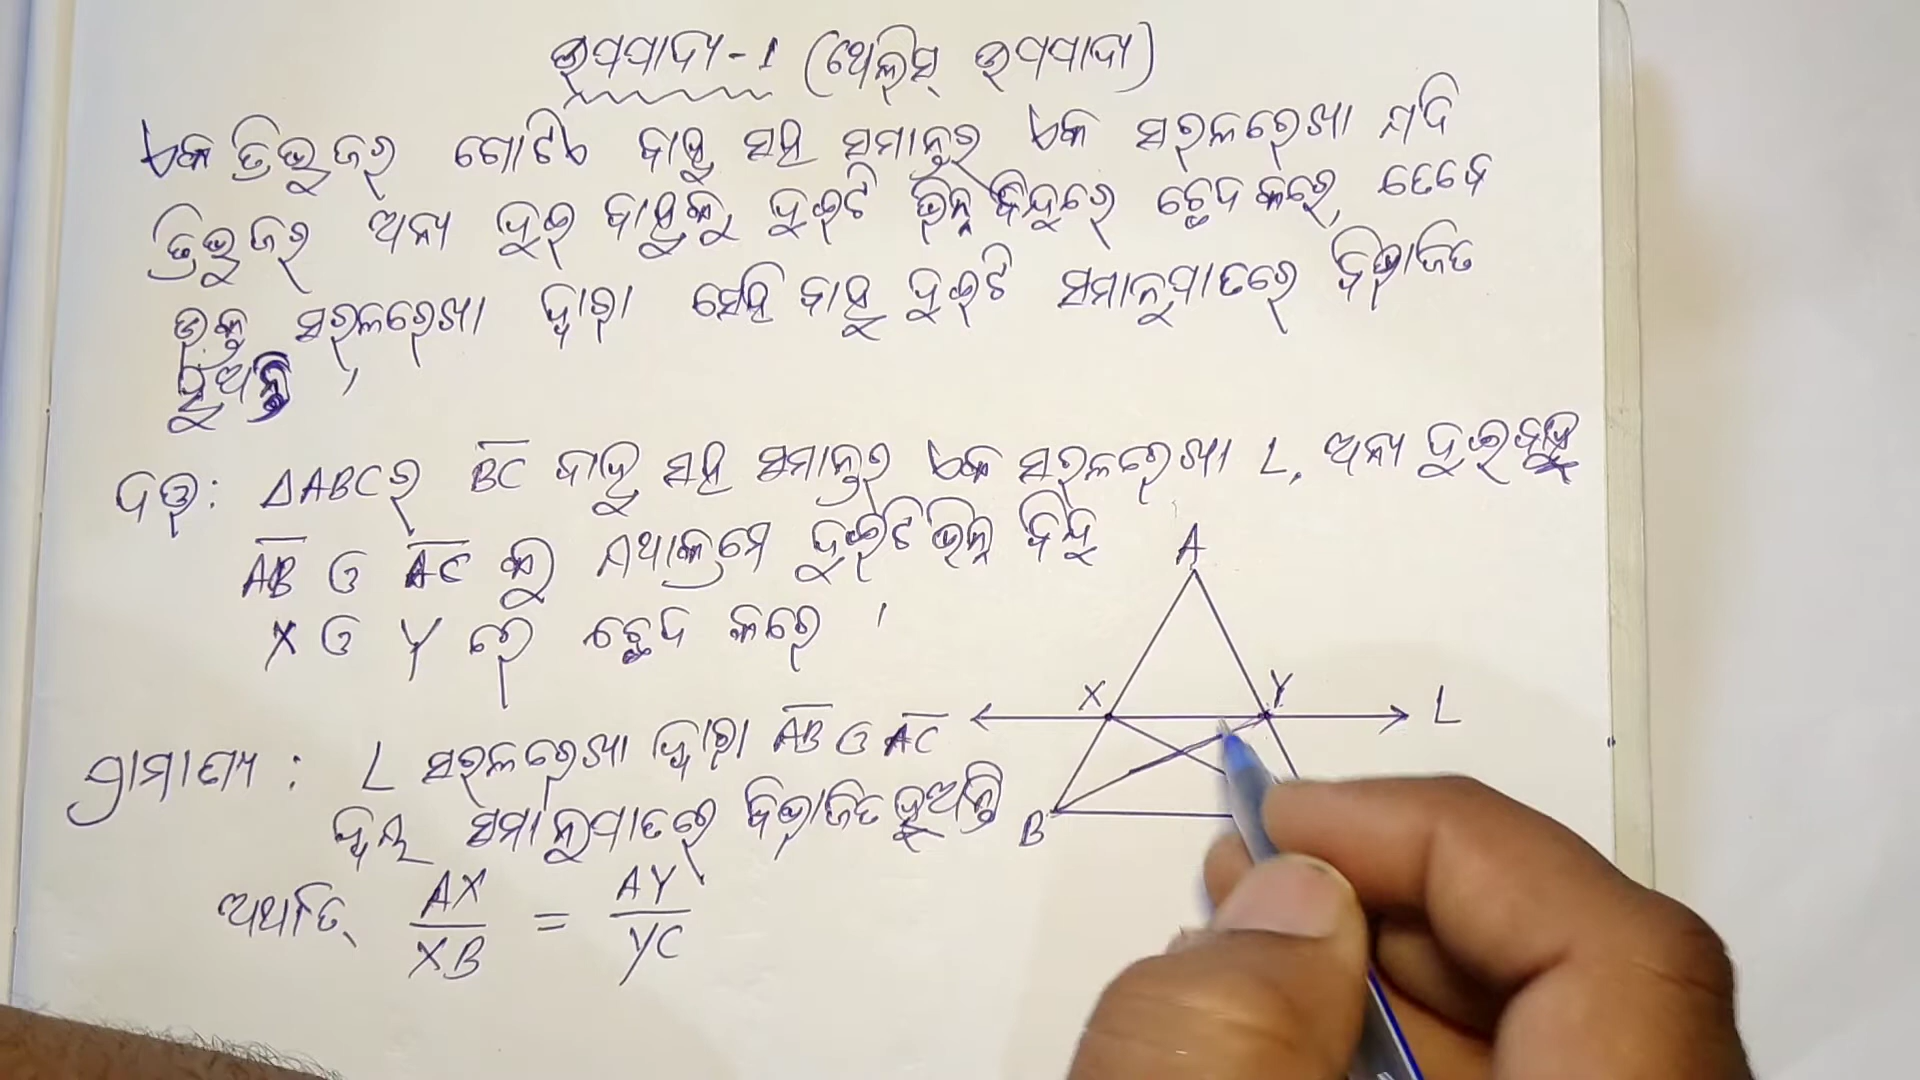 ଉପପାଦ୍ୟ-1 (ଥେଲିସ୍ ଉପପାଦ୍ୟ)
ଏକ ତ୍ରିଭୁଜର ଗୋଟିଏ ବାହୁ ସହ ସମାନ୍ତର ଏକ ସରଳରେଖା ଯଦି
ତ୍ରିଭୁଜର ଅନ୍ୟ ଦୁଇ ବାହୁକୁ ଦୁଇଟି ଭିନ୍ନ ବିନ୍ଦୁରେ ଛେଦ କରେ, ତେବେ
ଉକ୍ତ ସରଳରେଖା ଦ୍ୱାରା ସେହି ବାହୁ ଦୁଇଟି ସମାନୁପାତରେ ବିଭାଜିତ
ହୁଅନ୍ତି ।
ଦତ୍ତ: ΔABCର BC ବାହୁ ସହ ସମାନ୍ତର ଏକ ସରଳରେଖା L, ଅନ୍ୟ ଦୁଇ ବାହୁ
AB ଓ AC କୁ ଯଥାକ୍ରମେ ଦୁଇଟି ଭିନ୍ନ ବିନ୍ଦୁ
X ଓ Y ରେ ଛେଦ କରେ ।
ପ୍ରାମାଣ୍ୟ: L ସରଳରେଖା ଦ୍ୱାରା AB ଓ AC
ଦ୍ୱୟ ସମାନୁପାତରେ ବିଭାଜିତ ହୁଅନ୍ତି
ଅର୍ଥାତ୍ AX/XB = AY/YC
A
X Y L
B